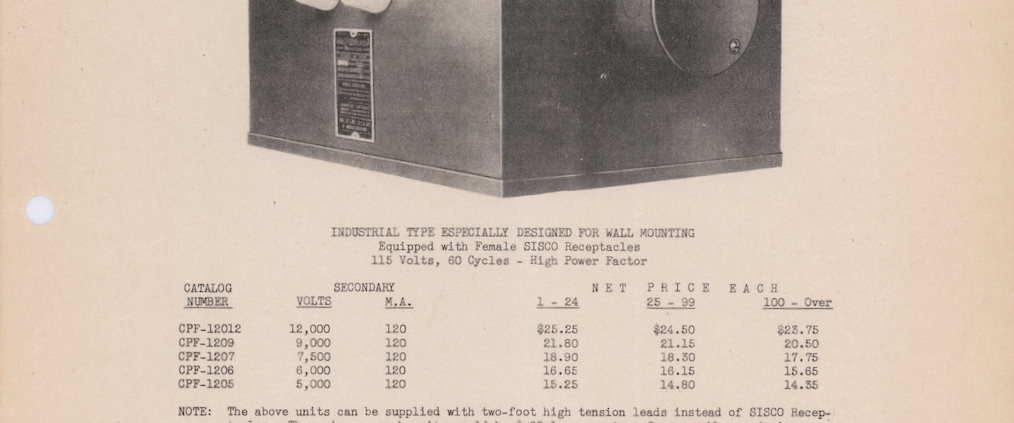 INDUSTRIAL TYPE ESPECIALLY DESIGNED FOR WALL MOUNTING
Equipped with Female SISCO Receptacles
115 Volts, 60 Cycles - High Power Factor
CATALOG SECONDARY NET PRICE EACH
NUMBER VOLTS M.A. 1 - 24 25 - 99 100 - Over
CPF-12012 12,000 120 $25.25 $24.50 $23.75
CPF-1209 9,000 120 21.80 21.15 20.50
CPF-1207 7,500 120 18.90 18.30 17.75
CPF-1206 6,000 120 16.65 16.15 15.65
CPF-1205 5,000 120 15.25 14.80 14.35
NOTE: The above units can be supplied with two-foot high tension leads instead of SISCO Recep-